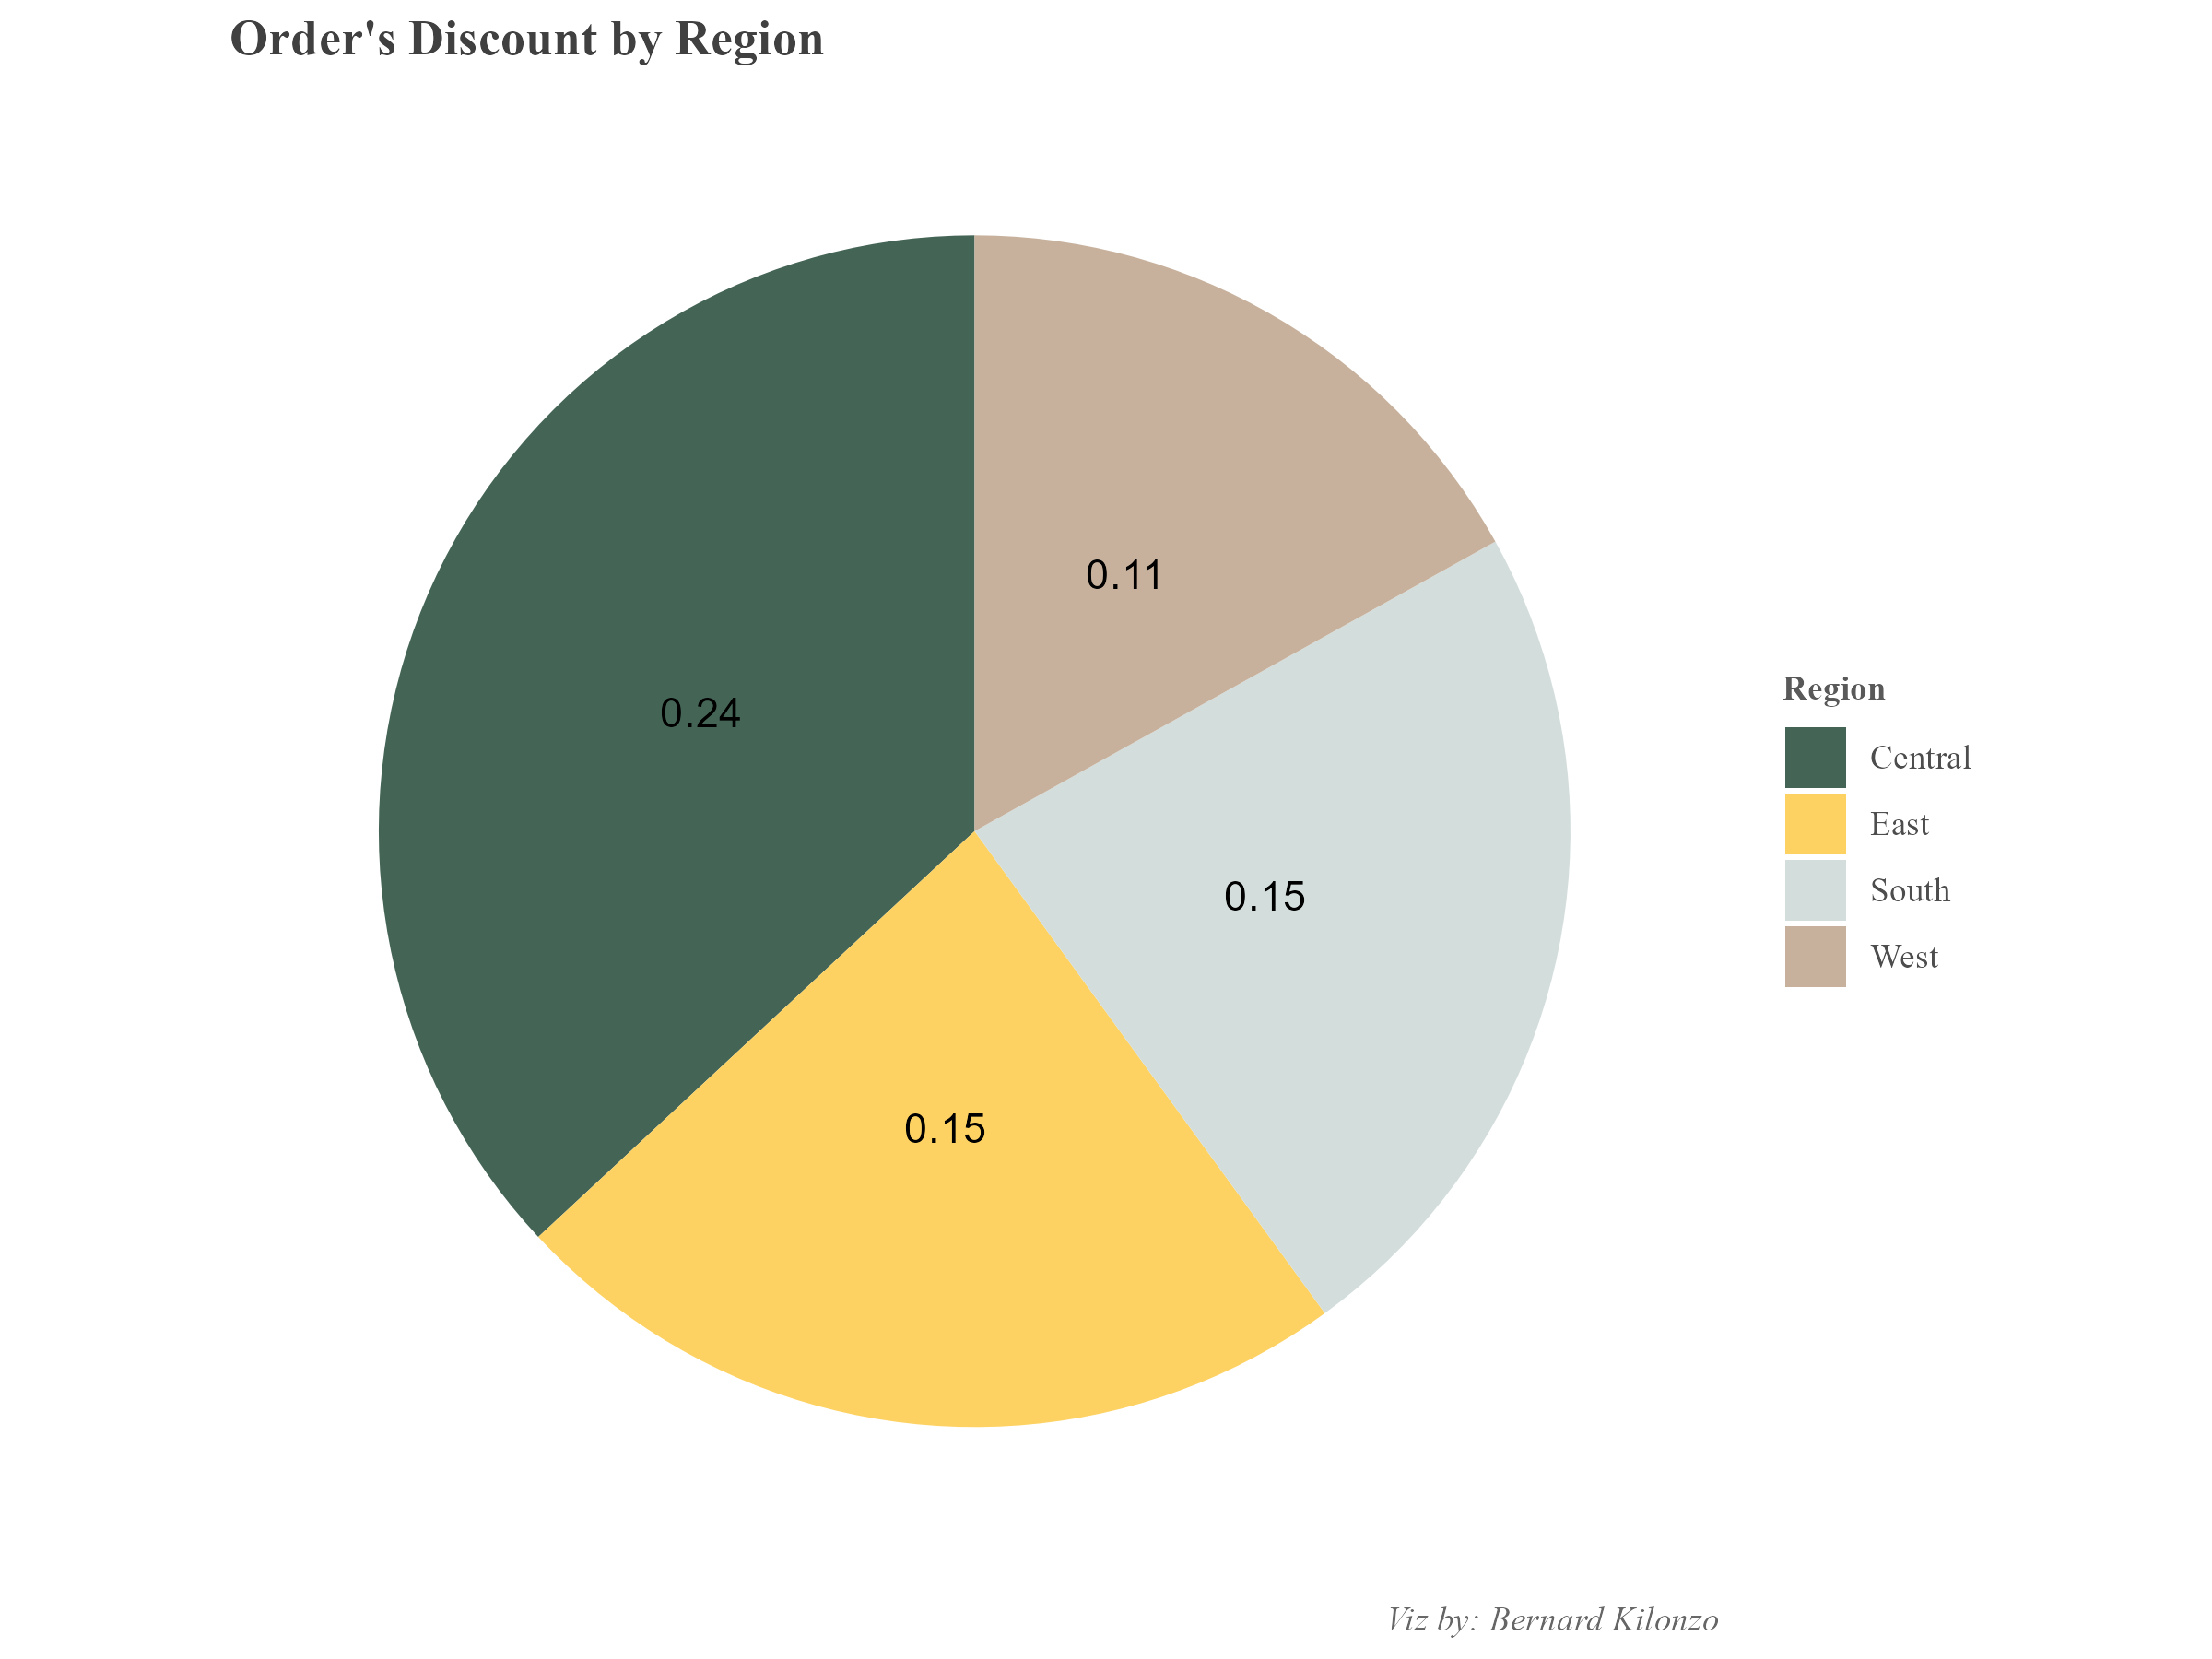 Order's Discount by Region
0.11
0.24
0.15
0.15
Region
Central
East
South
West
Viz by: Bernard Kilonzo